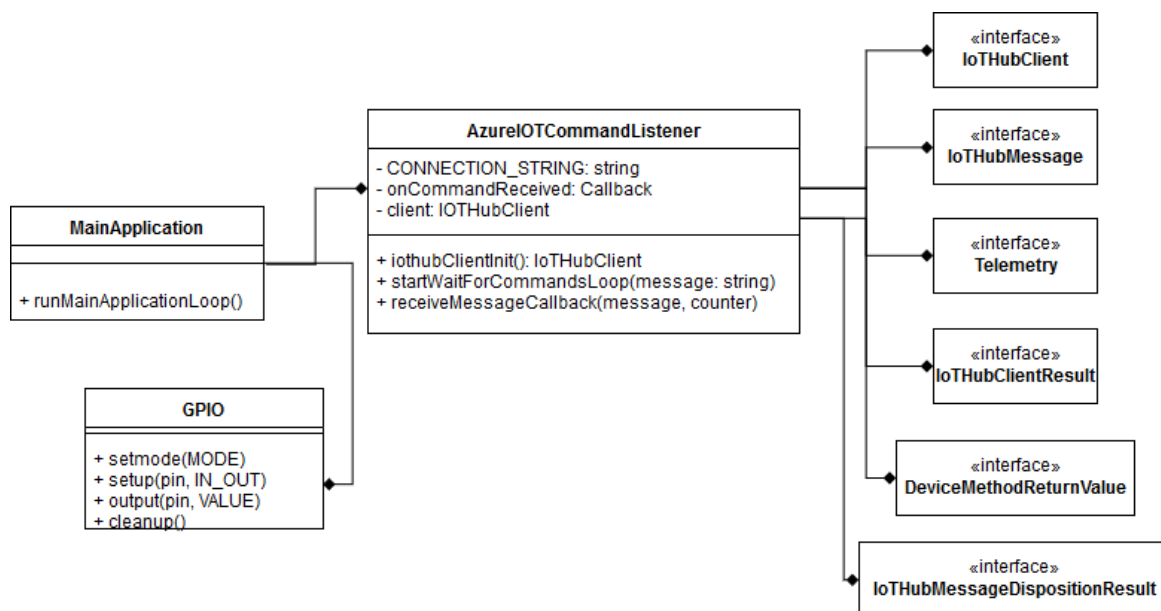 «interface»
IoTHubClient
AzureIOTCommandListener
- CONNECTION_STRING: string
- onCommandReceived: Callback
- client: IOTHubClient
+ iothubClientInit(): IoTHubClient
+ startWaitForCommandsLoop(message: string)
+ receiveMessageCallback(message, counter)
«interface»
IoTHubMessage
MainApplication
+ runMainApplicationLoop()
«interface»
Telemetry
«interface»
IoTHubClientResult
GPIO
+ setmode(MODE)
+ setup(pin, IN_OUT)
+ output(pin, VALUE)
+ cleanup()
«interface»
DeviceMethodReturnValue
«interface»
IoTHubMessageDispositionResult